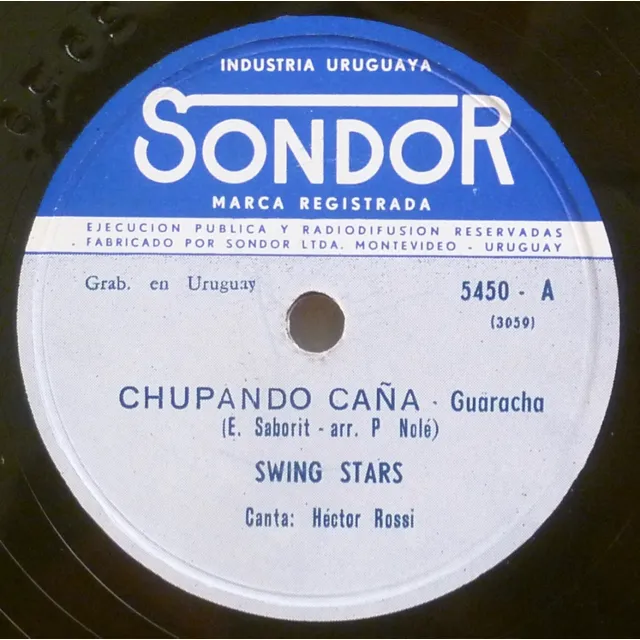 INDUSTRIA URUGUAYA
SONDOR
MARCA REGISTRADA
EJECUCION PUBLICA Y RADIODIFUSION RESERVADAS
FABRICADO POR SONDOR LTDA. MONTEVIDEO - URUGUAY
Grab. en Uruguay
5450 - A
(3059)
CHUPANDO CAÑA - Guaracha
(E. Saborit - arr. P Nolé)
SWING STARS
Canta: Héctor Rossi